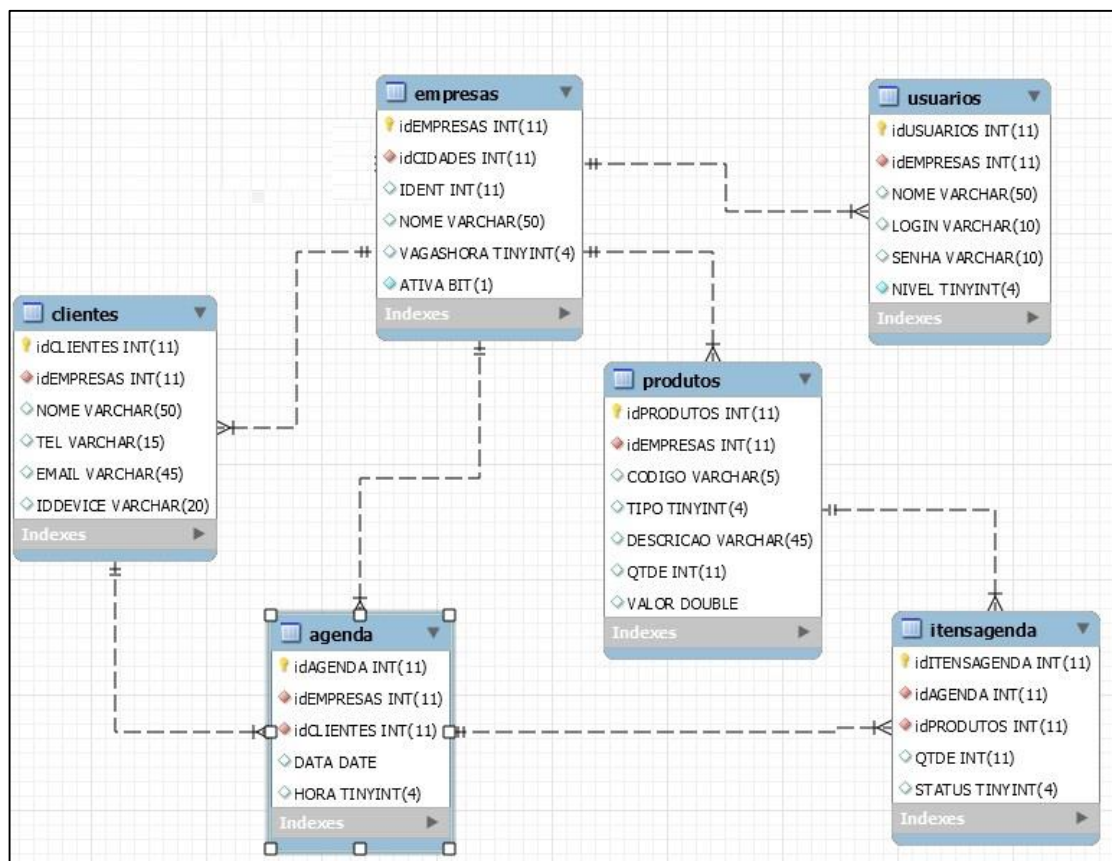 empresas
idEMPRESAS INT(11)
idCIDADES INT(11)
IDENT INT(11)
NOME VARCHAR(50)
VAGASHORA TINYINT(4)
ATIVA BIT(1)
Indexes
usuarios
idUSUARIOS INT(11)
idEMPRESAS INT(11)
NOME VARCHAR(50)
LOGIN VARCHAR(10)
SENHA VARCHAR(10)
NIVEL TINYINT(4)
Indexes
clientes
idCLIENTES INT(11)
idEMPRESAS INT(11)
NOME VARCHAR(50)
TEL VARCHAR(15)
EMAIL VARCHAR(45)
IDDEVICE VARCHAR(20)
Indexes
produtos
idPRODUTOS INT(11)
idEMPRESAS INT(11)
CODIGO VARCHAR(5)
TIPO TINYINT(4)
DESCRICAO VARCHAR(45)
QTDE INT(11)
VALOR DOUBLE
Indexes
agenda
idAGENDA INT(11)
idEMPRESAS INT(11)
idCLIENTES INT(11)
DATA DATE
HORA TINYINT(4)
Indexes
itensagenda
idITENSAGENDA INT(11)
idAGENDA INT(11)
idPRODUTOS INT(11)
QTDE INT(11)
STATUS TINYINT(4)
Indexes